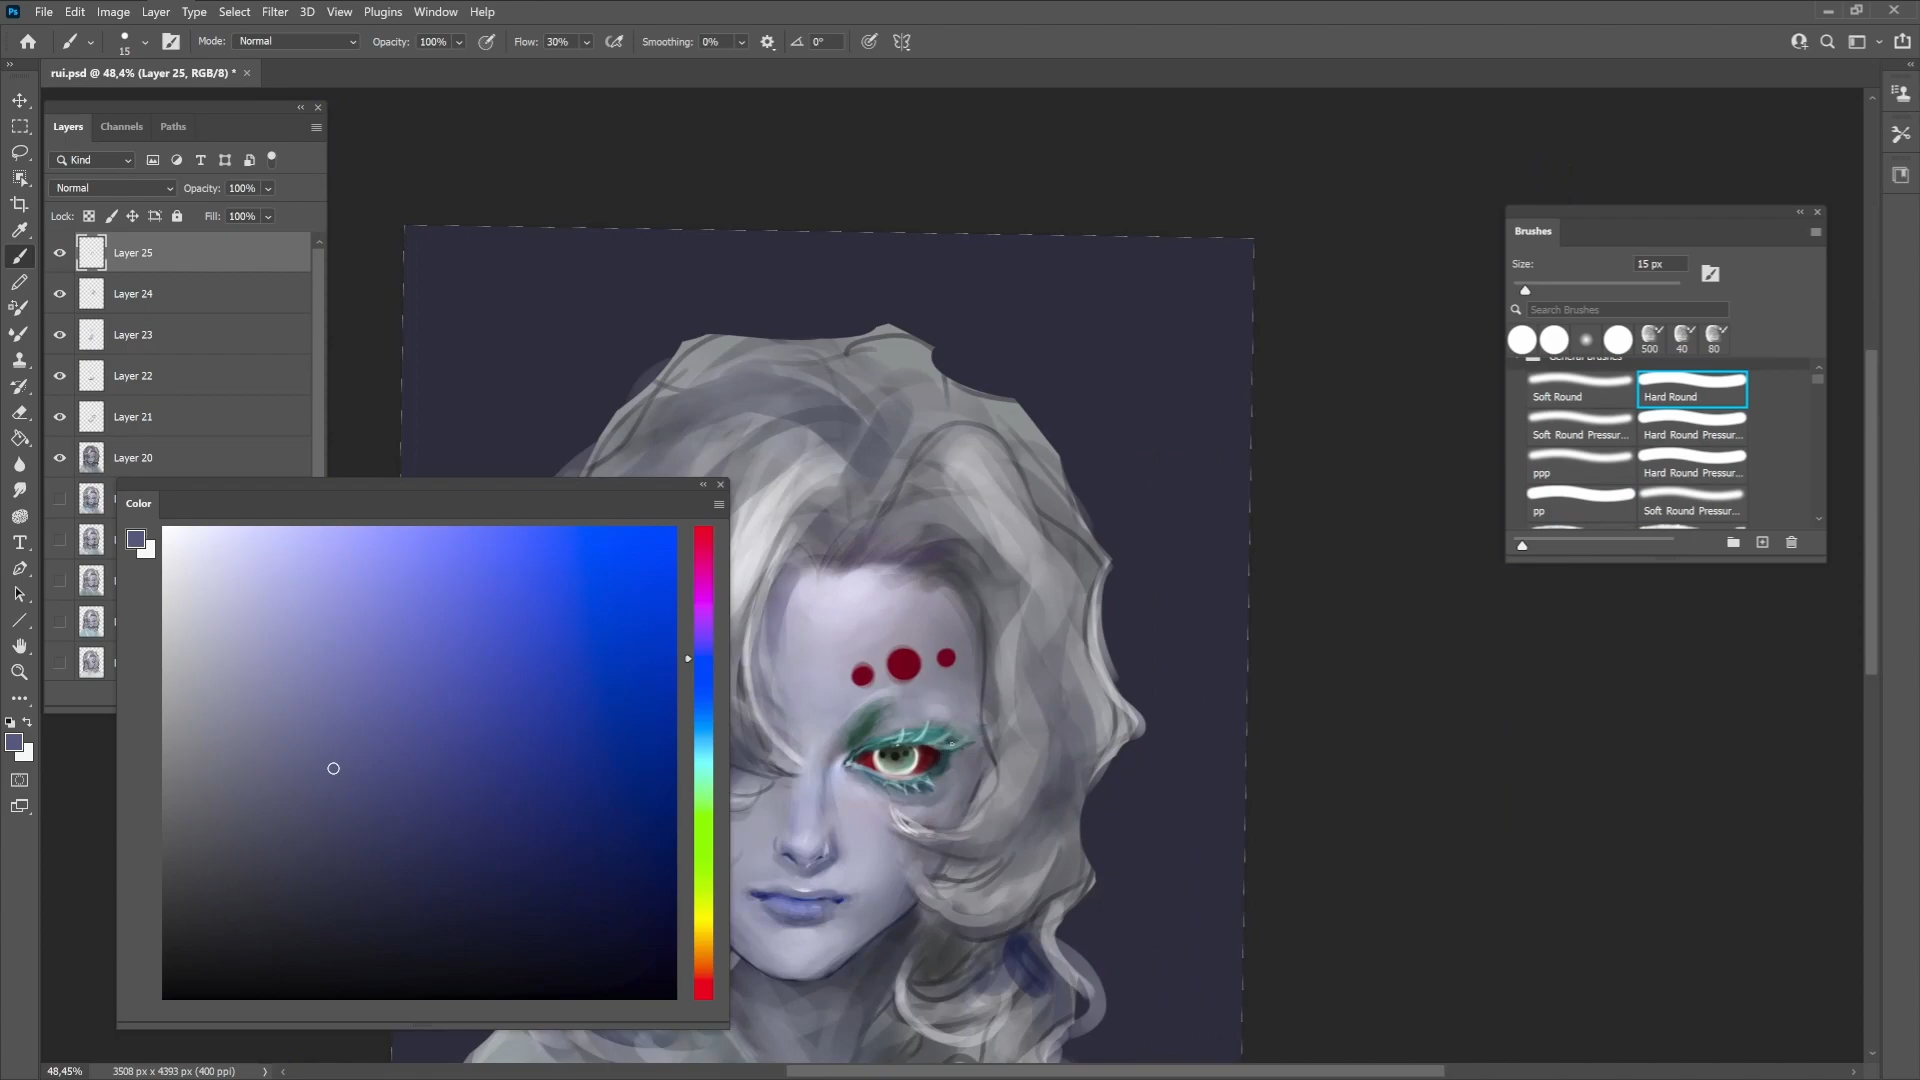 Ps File Edit Image Layer Type Select Filter 3D View Plugins Window Help
15 Mode: Normal Opacity: 100% Flow: 30% Smoothing: 0% 0°
rui.psd @ 48,4% (Layer 25, RGB/8) *
Layers Channels Paths
Kind
Normal Opacity: 100%
Lock: Fill: 100%
Layer 25
Layer 24
Layer 23
Layer 22
Layer 21
Layer 20
Color
Brushes
Size: 15 px
Search Brushes
500 40 80
General Brushes
Soft Round Hard Round
Soft Round Pressur... Hard Round Pressur...
ppp Hard Round Pressur...
pp Soft Round Pressur...
48,45% 3508 px x 4393 px (400 ppi)